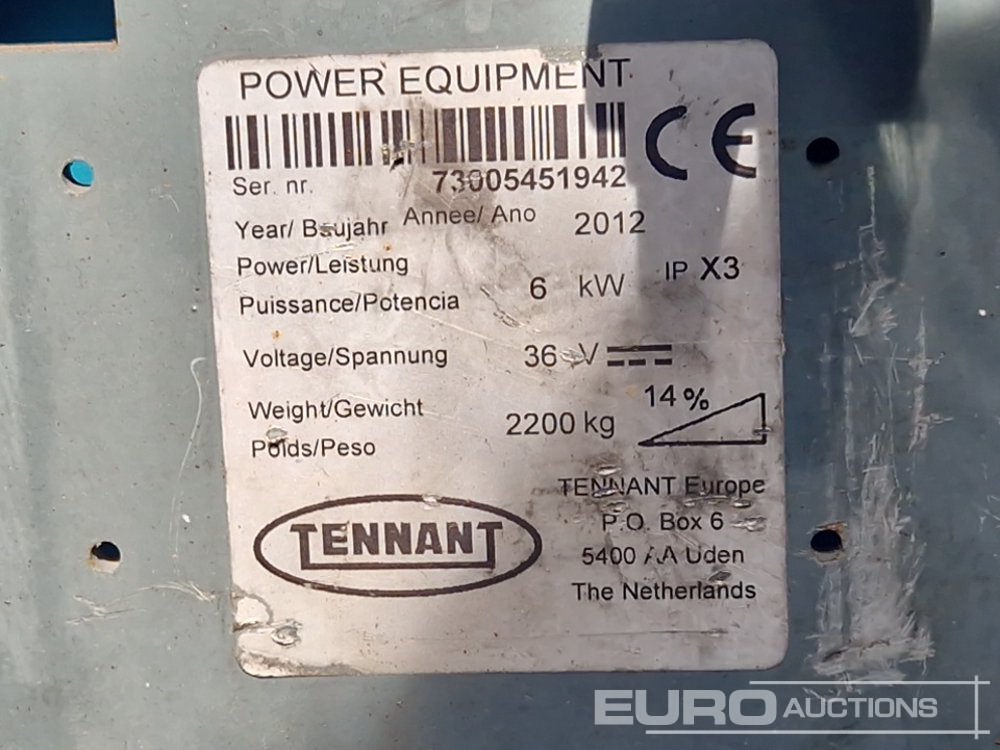 POWER EQUIPMENT
CE
Ser. nr. 73005451942
Year/ Baujahr Annee/ Ano 2012
Power/Leistung
Puissance/Potencia 6 kW IP X3
Voltage/Spannung 36 V
14%
Weight/Gewicht
Poids/Peso 2200 kg
TENNANT
TENNANT Europe
P.O. Box 6
5400 AA Uden
The Netherlands
EURO AUCTIONS